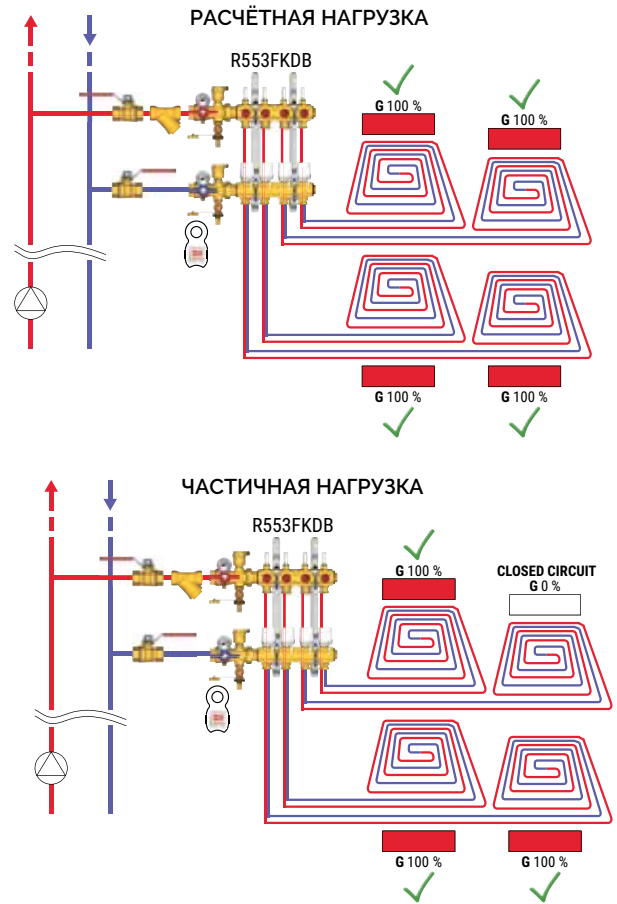 РАСЧЁТНАЯ НАГРУЗКА
R553FKDB
G 100 %
G 100 %
G 100 %
G 100 %
ЧАСТИЧНАЯ НАГРУЗКА
R553FKDB
G 100 %
CLOSED CIRCUIT
G 0 %
G 100 %
G 100 %